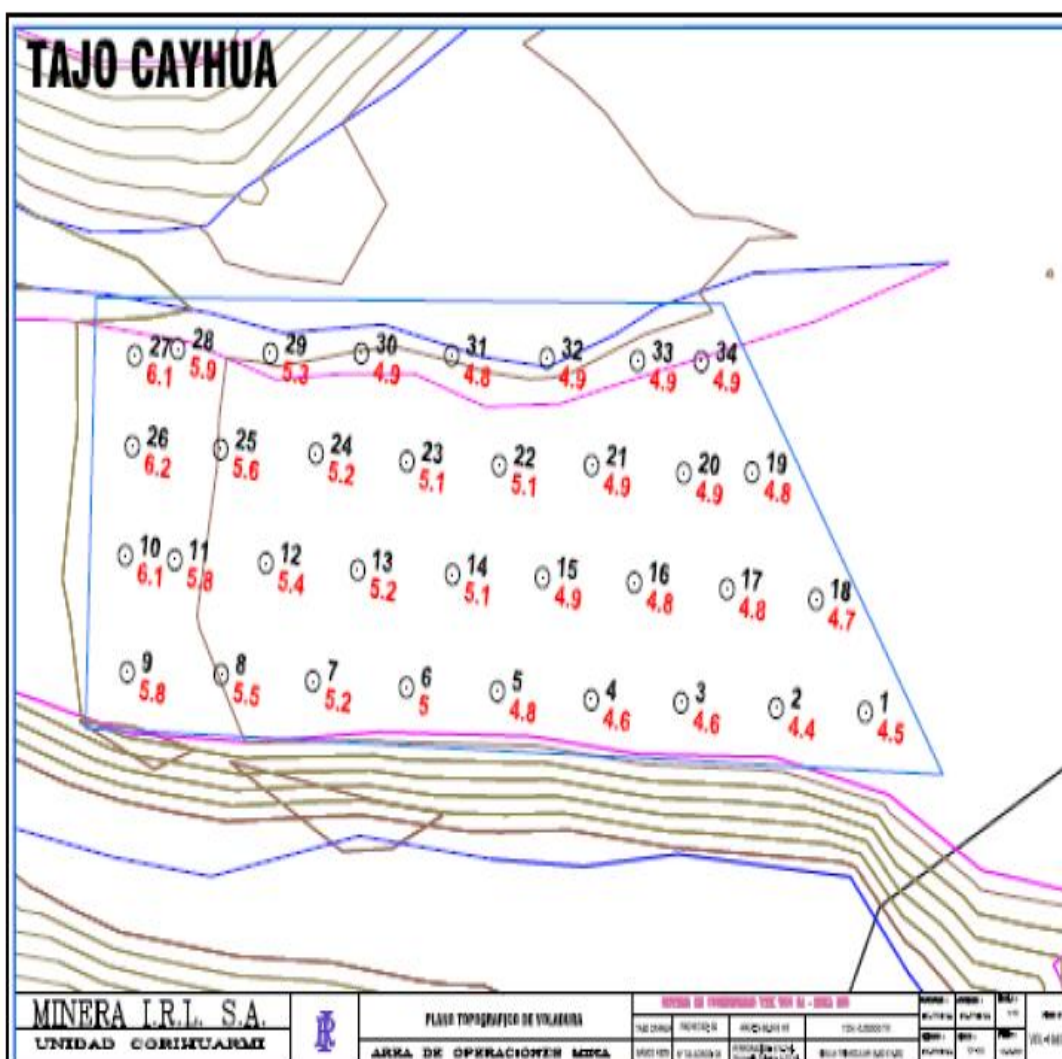 TAJO CAYHUA
27 28 29 30 31 32 33 34
6.1 5.9 5.3 4.9 4.8 4.9 4.9 4.9
26 25 24 23 22 21 20 19
6.2 5.6 5.2 5.1 5.1 4.9 4.9 4.8
10 11 12 13 14 15 16 17 18
6.1 5.8 5.4 5.2 5.1 4.9 4.8 4.8 4.7
9 8 7 6 5 4 3 2 1
5.8 5.5 5.2 5 4.8 4.6 4.6 4.4 4.5
MINERA I.R.L. S.A.
UNIDAD CORIHUARMI
PLANO TOPOGRAFICO DE VOLADURA
AREA DE OPERACIONES MINA